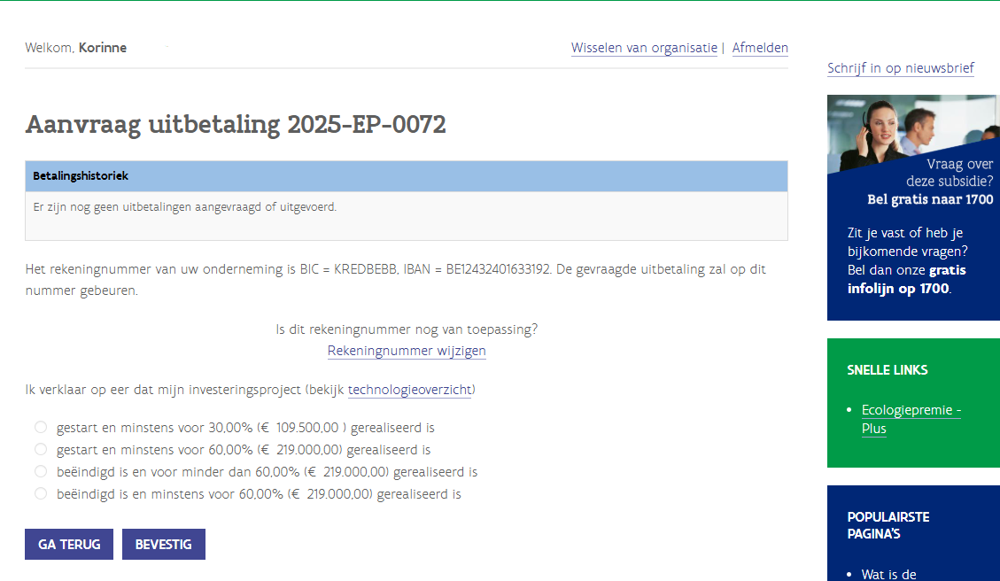 Welkom, Korinne
Wisselen van organisatie | Afmelden
Aanvraag uitbetaling 2025-EP-0072
Betalingshistoriek
Er zijn nog geen uitbetalingen aangevraagd of uitgevoerd.
Het rekeningnummer van uw onderneming is BIC = KREDBEBB, IBAN = BE12432401633192. De gevraagde uitbetaling zal op dit
nummer gebeuren.
Is dit rekeningnummer nog van toepassing?
Rekeningnummer wijzigen
Ik verklaar op eer dat mijn investeringsproject (bekijk technologieoverzicht)
gestart en minstens voor 30,00% (€ 109.500,00 ) gerealiseerd is
gestart en minstens voor 60,00% (€ 219.000,00) gerealiseerd is
beëindigd is en voor minder dan 60,00% (€ 219.000,00) gerealiseerd is
beëindigd is en minstens voor 60,00% (€ 219.000,00) gerealiseerd is
GA TERUG
BEVESTIG
Schrijf in op nieuwsbrief
Vraag over
deze subsidie?
Bel gratis naar 1700
Zit je vast of heb je
bijkomende vragen?
Bel dan onze gratis
infolijn op 1700.
SNELLE LINKS
• Ecologiepremie -
Plus
POPULAIRSTE
PAGINA'S
• Wat is de